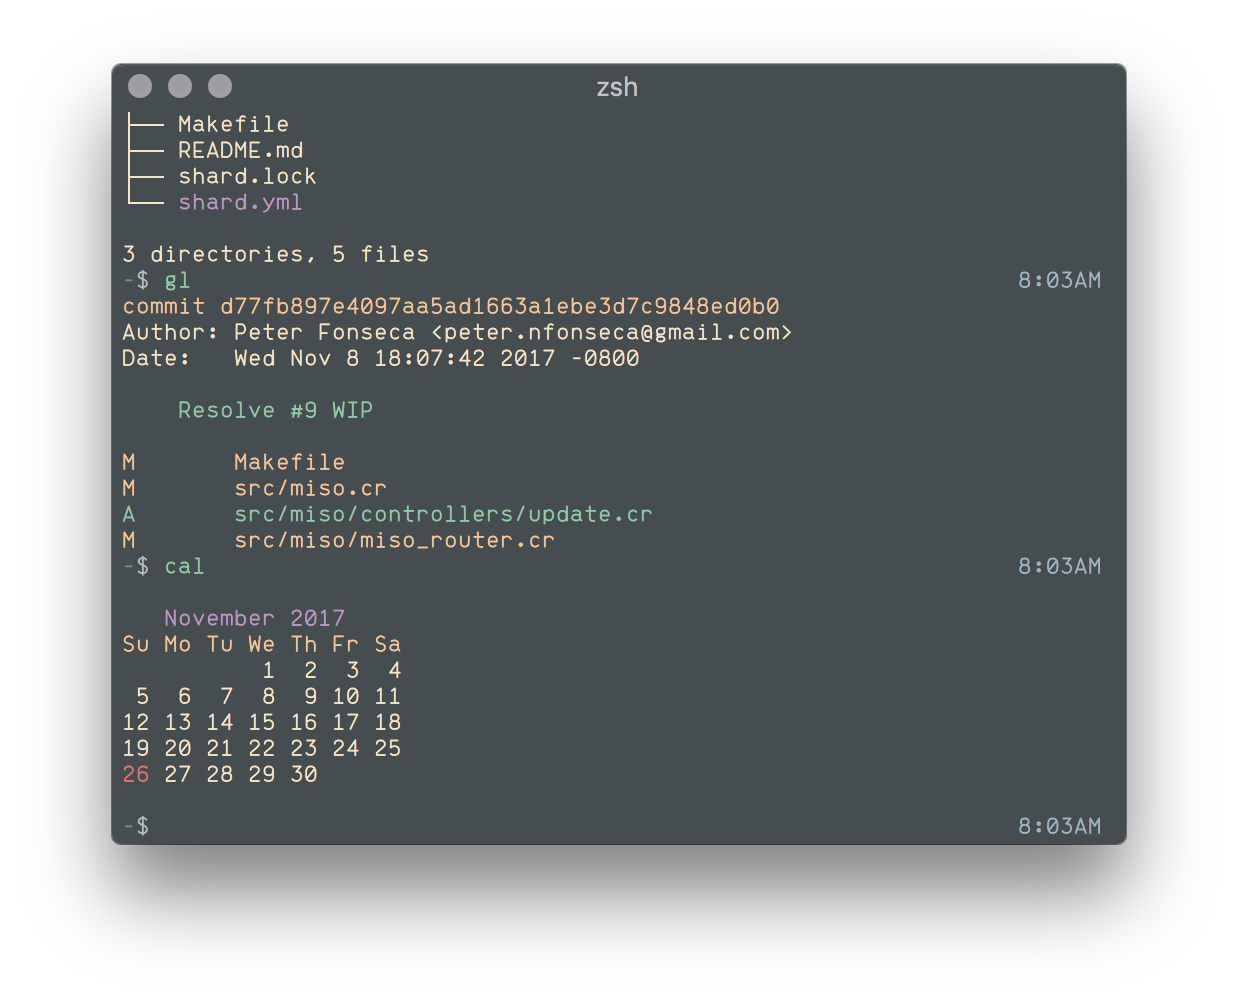 zsh
├── Makefile
├── README.md
├── shard.lock
└── shard.yml
3 directories, 5 files
-$ gl 8:03AM
commit d77fb897e4097aa5ad1663a1ebe3d7c9848ed0b0
Author: Peter Fonseca <peter.nfonseca@gmail.com>
Date:   Wed Nov 8 18:07:42 2017 -0800
    Resolve #9 WIP
M       Makefile
M       src/miso.cr
A       src/miso/controllers/update.cr
M       src/miso/miso_router.cr
-$ cal 8:03AM
   November 2017
Su Mo Tu We Th Fr Sa
          1  2  3  4
 5  6  7  8  9 10 11
12 13 14 15 16 17 18
19 20 21 22 23 24 25
26 27 28 29 30
-$ 8:03AM